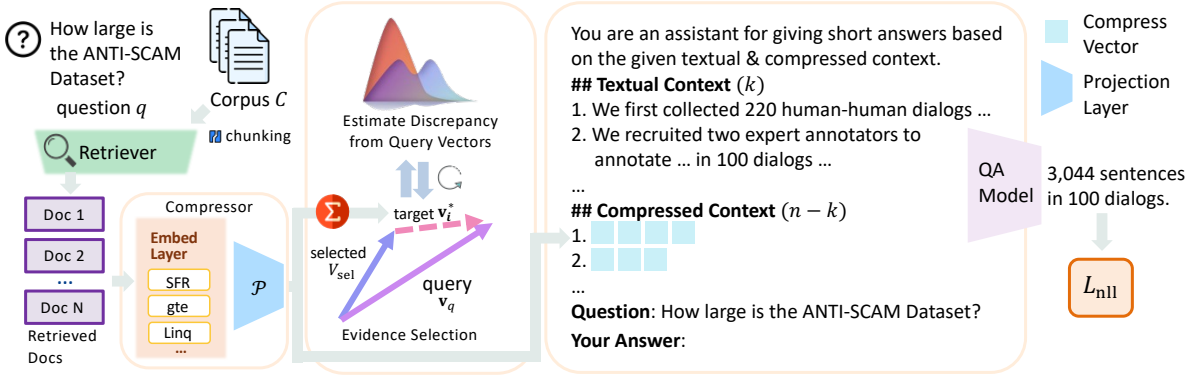 ?
How large is
the ANTI-SCAM
Dataset?
question q
Corpus C
chunking
Retriever
Doc 1
Doc 2
...
Doc N
Retrieved
Docs
Compressor
Embed
Layer
SFR
gte
Linq
...
𝒫
Estimate Discrepancy
from Query Vectors
Σ
target v*ᵢ
selected
V_sel
query
v_q
Evidence Selection
You are an assistant for giving short answers based
on the given textual & compressed context.
## Textual Context (k)
1. We first collected 220 human-human dialogs ...
2. We recruited two expert annotators to
annotate ... in 100 dialogs ...
...
## Compressed Context (n − k)
1.
2.
...
Question: How large is the ANTI-SCAM Dataset?
Your Answer:
Compress
Vector
Projection
Layer
QA
Model
3,044 sentences
in 100 dialogs.
L_nll